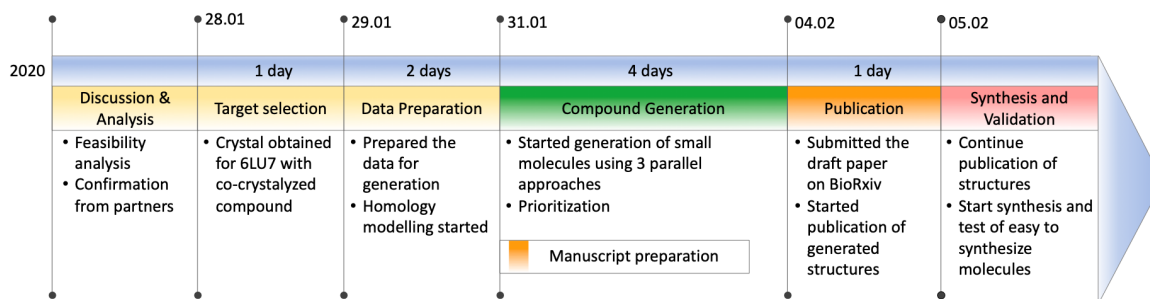 28.01
29.01
31.01
04.02
05.02
2020
1 day
2 days
4 days
1 day
Discussion &
Analysis
Target selection
Data Preparation
Compound Generation
Publication
Synthesis and
Validation
• Feasibility
analysis
• Confirmation
from partners
• Crystal obtained
for 6LU7 with
co-crystalyzed
compound
• Prepared the
data for
generation
• Homology
modelling started
• Started generation of small
molecules using 3 parallel
approaches
• Prioritization
Manuscript preparation
• Submitted the
draft paper
on BioRxiv
• Started
publication of
generated
structures
• Continue
publication of
structures
• Start synthesis and
test of easy to
synthesize
molecules